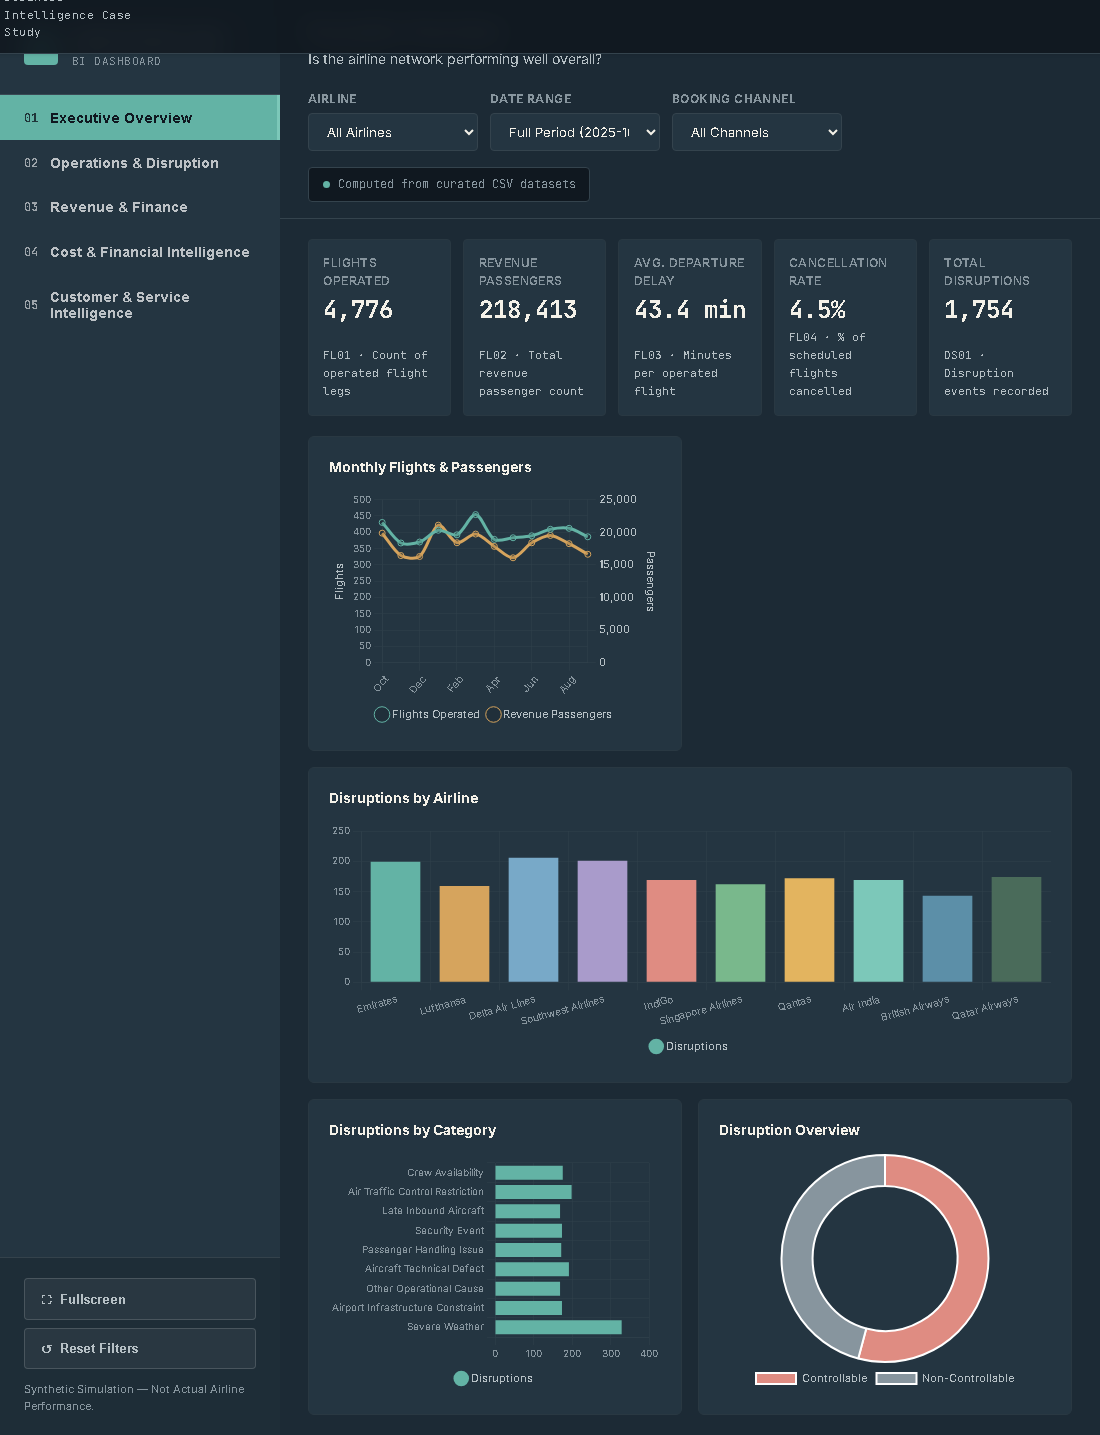 Intelligence Case
Study
BI DASHBOARD
01 Executive Overview
02 Operations & Disruption
03 Revenue & Finance
04 Cost & Financial Intelligence
05 Customer & Service
Intelligence
Fullscreen
↺ Reset Filters
Synthetic Simulation — Not Actual Airline
Performance.
Is the airline network performing well overall?
AIRLINE
DATE RANGE
BOOKING CHANNEL
All Airlines
Full Period (2025-1
All Channels
Computed from curated CSV datasets
FLIGHTS
OPERATED
4,776
FL01 · Count of
operated flight
legs
REVENUE
PASSENGERS
218,413
FL02 · Total
revenue
passenger count
AVG. DEPARTURE
DELAY
43.4 min
FL03 · Minutes
per operated
flight
CANCELLATION
RATE
4.5%
FL04 · % of
scheduled
flights
cancelled
TOTAL
DISRUPTIONS
1,754
DS01 ·
Disruption
events recorded
Monthly Flights & Passengers
500
450
400
350
300
250
200
150
100
50
0
Flights
25,000
20,000
15,000
10,000
5,000
0
Passengers
Oct
Dec
Feb
Apr
Jun
Aug
Flights Operated
Revenue Passengers
Disruptions by Airline
250
200
150
100
50
0
Emirates
Lufthansa
Delta Air Lines
Southwest Airlines
IndiGo
Singapore Airlines
Qantas
Air India
British Airways
Qatar Airways
Disruptions
Disruptions by Category
Crew Availability
Air Traffic Control Restriction
Late Inbound Aircraft
Security Event
Passenger Handling Issue
Aircraft Technical Defect
Other Operational Cause
Airport Infrastructure Constraint
Severe Weather
0 100 200 300 400
Disruptions
Disruption Overview
Controllable
Non-Controllable